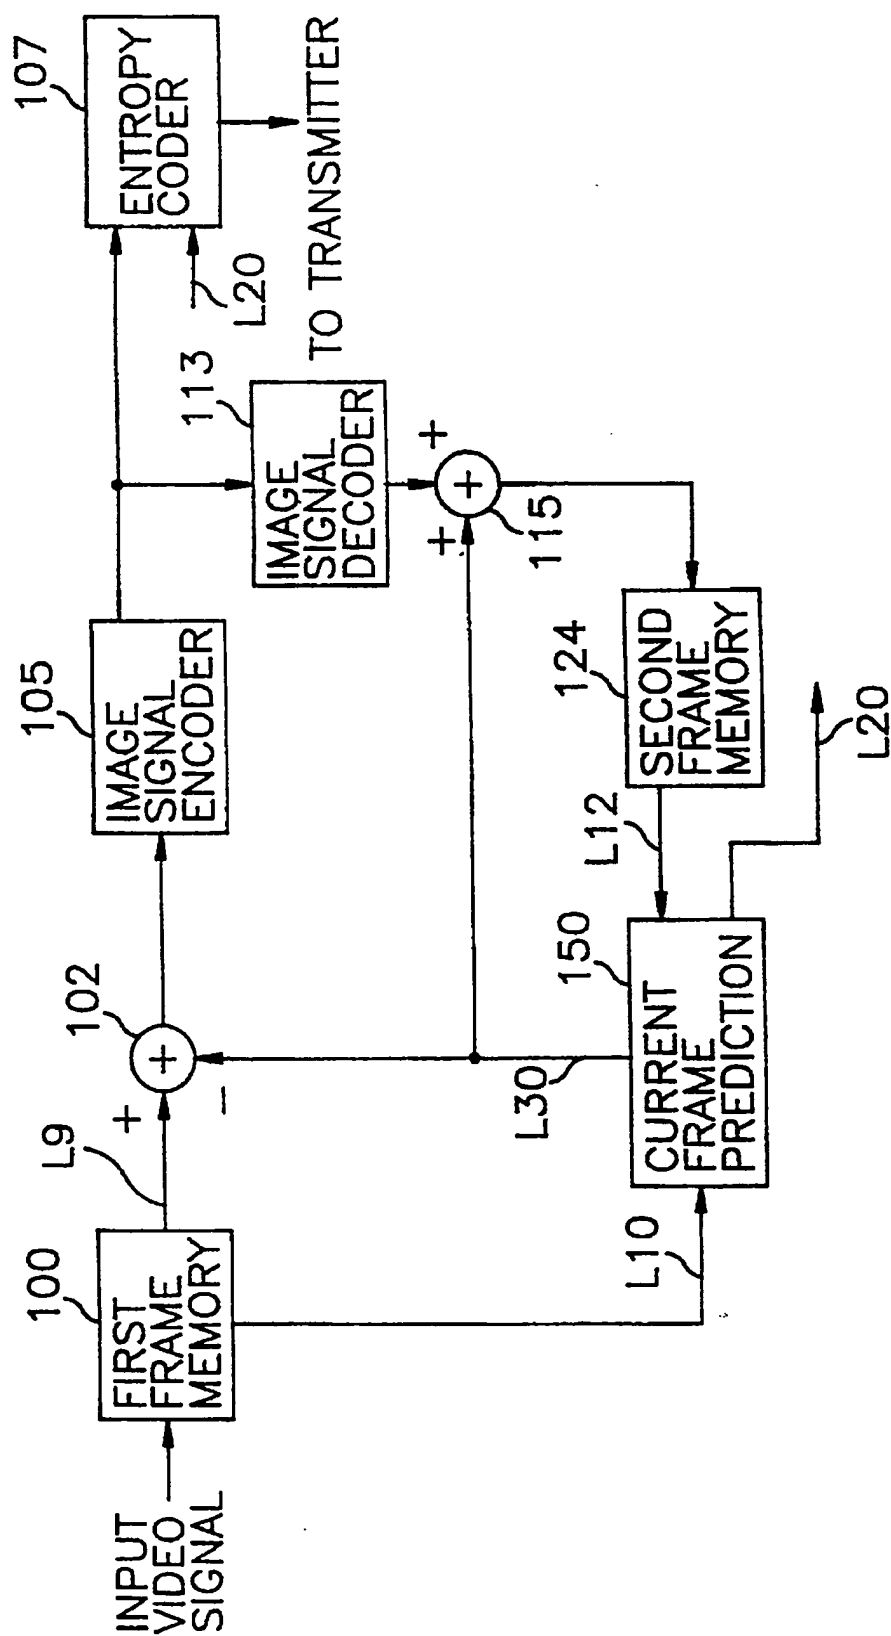 INPUT
VIDEO
SIGNAL
100
FIRST
FRAME
MEMORY
L9
+
-
102
+
105
IMAGE
SIGNAL
ENCODER
107
ENTROPY
CODER
L20
TO TRANSMITTER
113
IMAGE
SIGNAL
DECODER
+
+
+
115
124
SECOND
FRAME
MEMORY
L12
L10
L30
150
CURRENT
FRAME
PREDICTION
L20